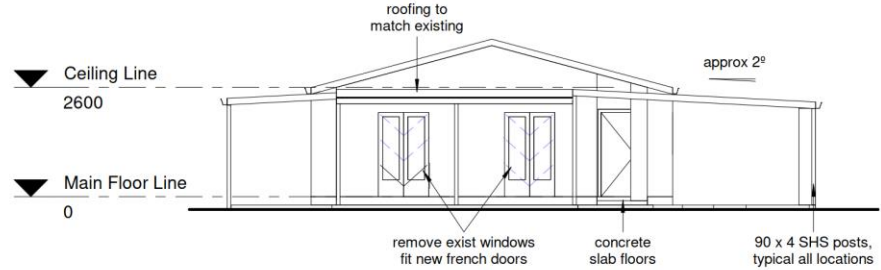 roofing to
match existing
approx 2º
Ceiling Line
2600
Main Floor Line
0
remove exist windows
fit new french doors
concrete
slab floors
90 x 4 SHS posts,
typical all locations